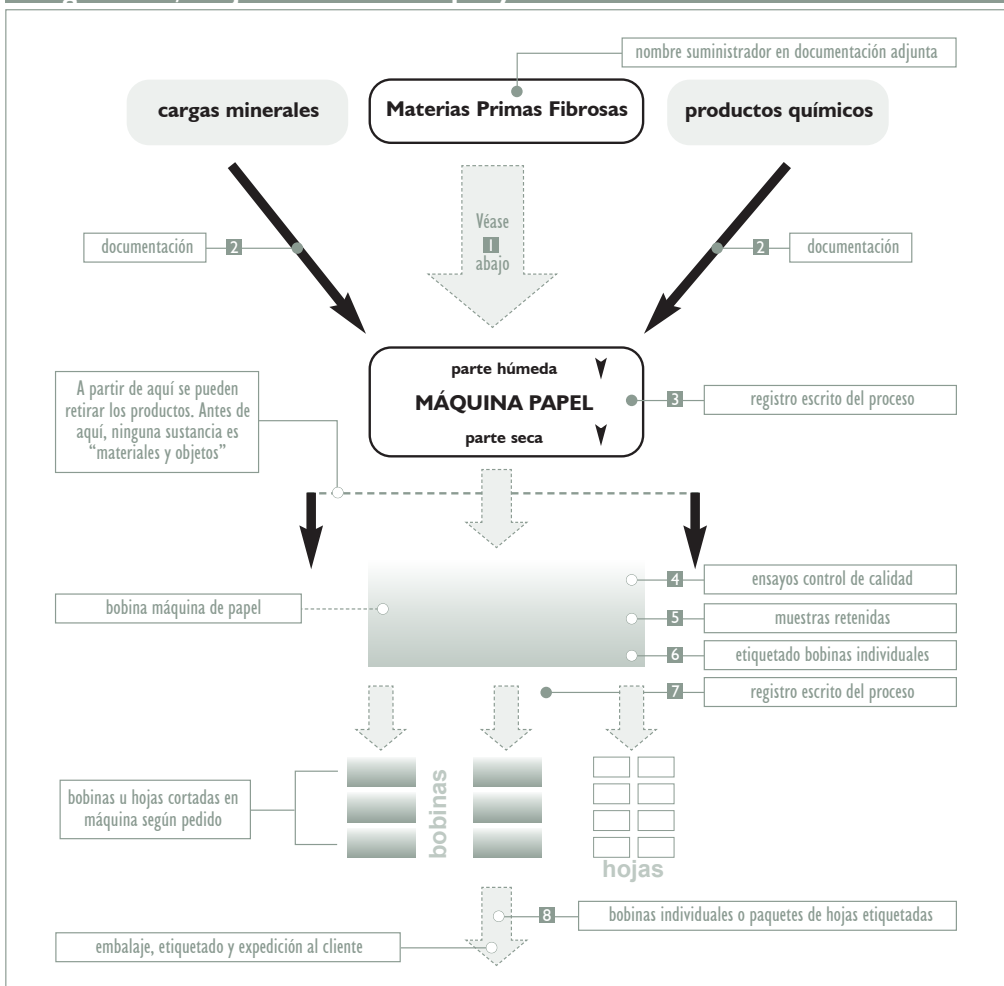 nombre suministrador en documentación adjunta
cargas minerales
Materias Primas Fibrosas
productos químicos
Véase
1
abajo
documentación
2
2
documentación
parte húmeda
MÁQUINA PAPEL
parte seca
3
registro escrito del proceso
A partir de aquí se pueden
retirar los productos. Antes de
aquí, ninguna sustancia es
“materiales y objetos”
4
ensayos control de calidad
bobina máquina de papel
5
muestras retenidas
6
etiquetado bobinas individuales
7
registro escrito del proceso
bobinas u hojas cortadas en
máquina según pedido
bobinas
hojas
8
bobinas individuales o paquetes de hojas etiquetadas
embalaje, etiquetado y expedición al cliente